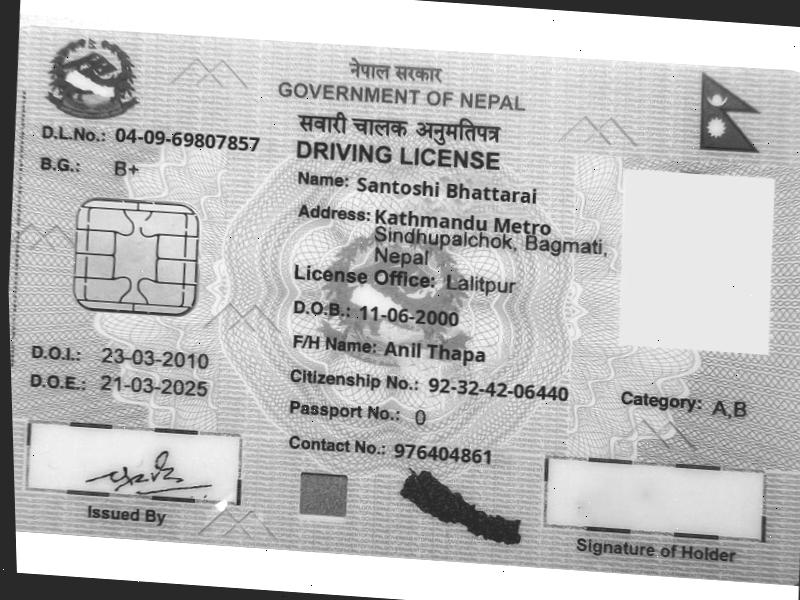 नेपाल सरकार
GOVERNMENT OF NEPAL
सवारी चालक अनुमतिपत्र
DRIVING LICENSE
D.L.No.: 04-09-69807857
B.G.: B+
Name: Santoshi Bhattarai
Address: Kathmandu Metro
Sindhupalchok, Bagmati,
Nepal
License Office: Lalitpur
D.O.B.: 11-06-2000
F/H Name: Anil Thapa
D.O.I.: 23-03-2010
D.O.E.: 21-03-2025
Citizenship No.: 92-32-42-06440
Category: A,B
Passport No.: 0
Contact No.: 976404861
Issued By
Signature of Holder